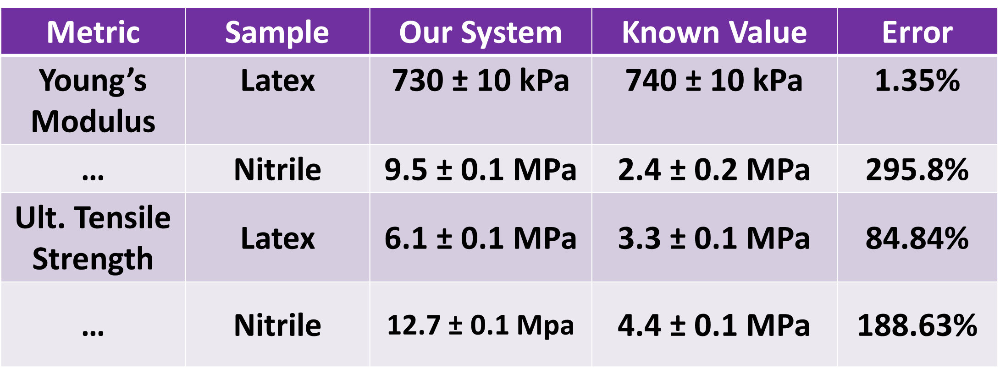 Metric Sample Our System Known Value Error
Young’s Latex 730 ± 10 kPa 740 ± 10 kPa 1.35%
Modulus
... Nitrile 9.5 ± 0.1 MPa 2.4 ± 0.2 MPa 295.8%
Ult. Tensile
Strength Latex 6.1 ± 0.1 MPa 3.3 ± 0.1 MPa 84.84%
... Nitrile 12.7 ± 0.1 Mpa 4.4 ± 0.1 MPa 188.63%